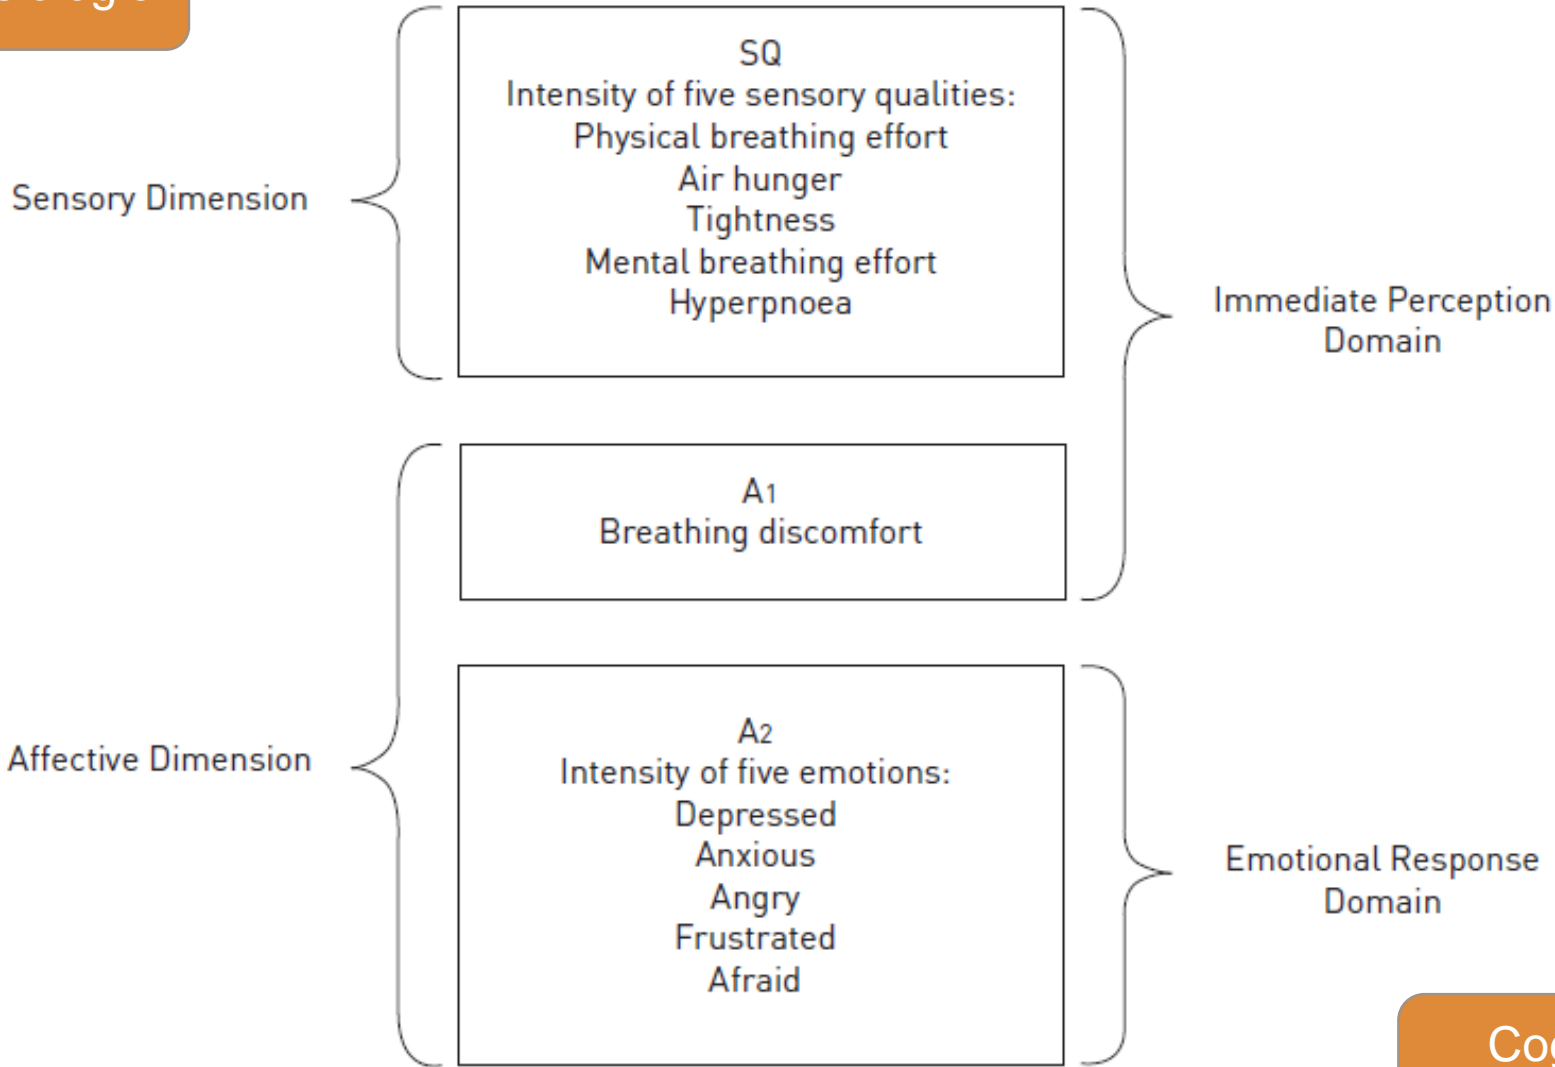 SQ
Intensity of five sensory qualities:
Physical breathing effort
Air hunger
Tightness
Mental breathing effort
Hyperpnoea
Sensory Dimension
Immediate Perception
Domain
A1
Breathing discomfort
Affective Dimension
A2
Intensity of five emotions:
Depressed
Anxious
Angry
Frustrated
Afraid
Emotional Response
Domain